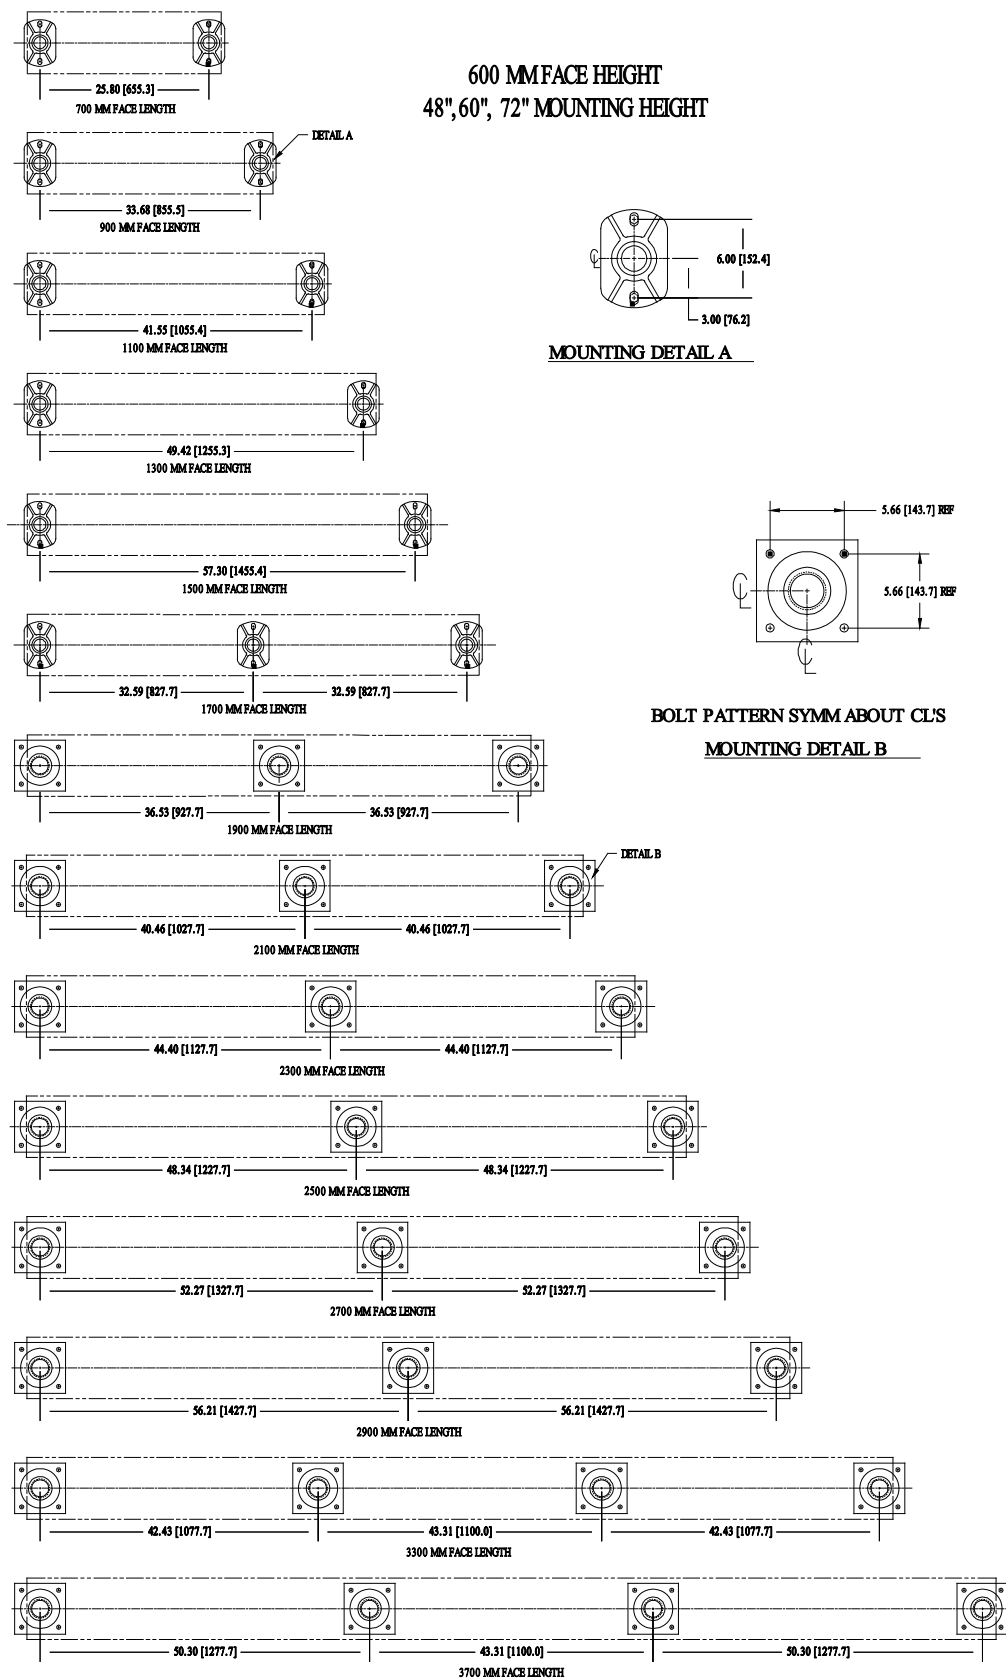 600 MM FACE HEIGHT
48", 60", 72" MOUNTING HEIGHT
25.80 [655.3]
700 MM FACE LENGTH
DETAIL A
33.68 [855.5]
900 MM FACE LENGTH
41.55 [1055.4]
1100 MM FACE LENGTH
6.00 [152.4]
3.00 [76.2]
MOUNTING DETAIL A
49.42 [1255.3]
1300 MM FACE LENGTH
57.30 [1455.4]
1500 MM FACE LENGTH
5.66 [143.7] REF
5.66 [143.7] REF
BOLT PATTERN SYMM ABOUT CL'S
MOUNTING DETAIL B
32.59 [827.7] 32.59 [827.7]
1700 MM FACE LENGTH
36.53 [927.7] 36.53 [927.7]
1900 MM FACE LENGTH
DETAIL B
40.46 [1027.7] 40.46 [1027.7]
2100 MM FACE LENGTH
44.40 [1127.7] 44.40 [1127.7]
2300 MM FACE LENGTH
48.34 [1227.7] 48.34 [1227.7]
2500 MM FACE LENGTH
52.27 [1327.7] 52.27 [1327.7]
2700 MM FACE LENGTH
56.21 [1427.7] 56.21 [1427.7]
2900 MM FACE LENGTH
42.43 [1077.7] 43.31 [1100.0] 42.43 [1077.7]
3300 MM FACE LENGTH
50.30 [1277.7] 43.31 [1100.0] 50.30 [1277.7]
3700 MM FACE LENGTH